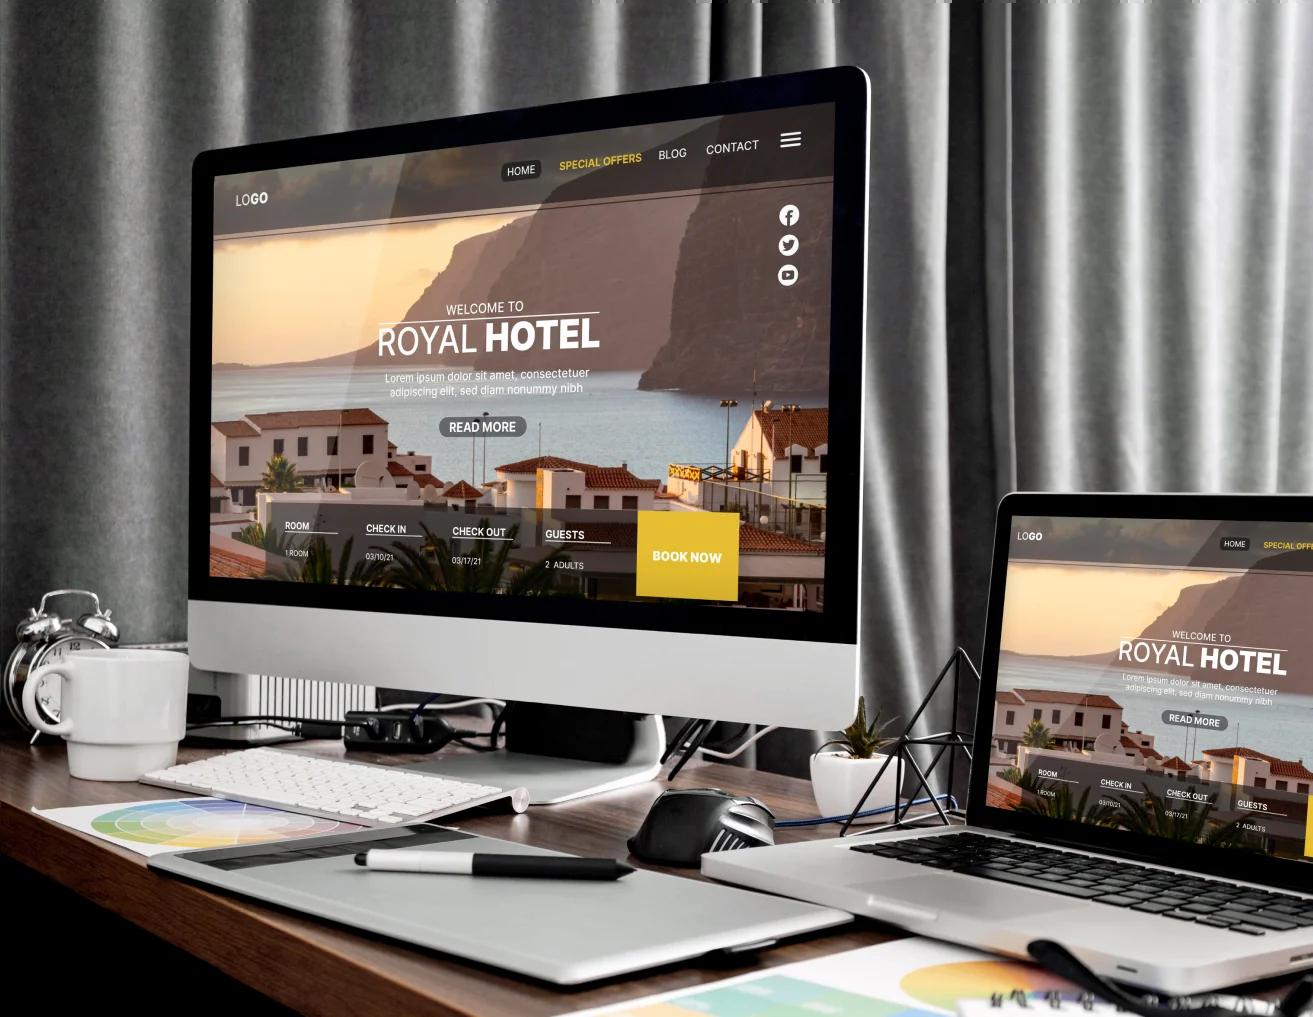 LOGO
HOME SPECIAL OFFERS BLOG CONTACT
WELCOME TO
ROYAL HOTEL
Lorem ipsum dolor sit amet, consectetuer
adipiscing elit, sed diam nonummy nibh
READ MORE
ROOM CHECK IN CHECK OUT GUESTS
1 ROOM 03/10/21 03/17/21 2 ADULTS
BOOK NOW
LOGO
HOME SPECIAL OFF
WELCOME TO
ROYAL HOTEL
Lorem ipsum dolor sit amet, consectetuer
adipiscing elit, sed diam nonummy nibh
READ MORE
ROOM CHECK IN CHECK OUT GUESTS
1 ROOM 03/10/21 03/17/21 2 ADULTS